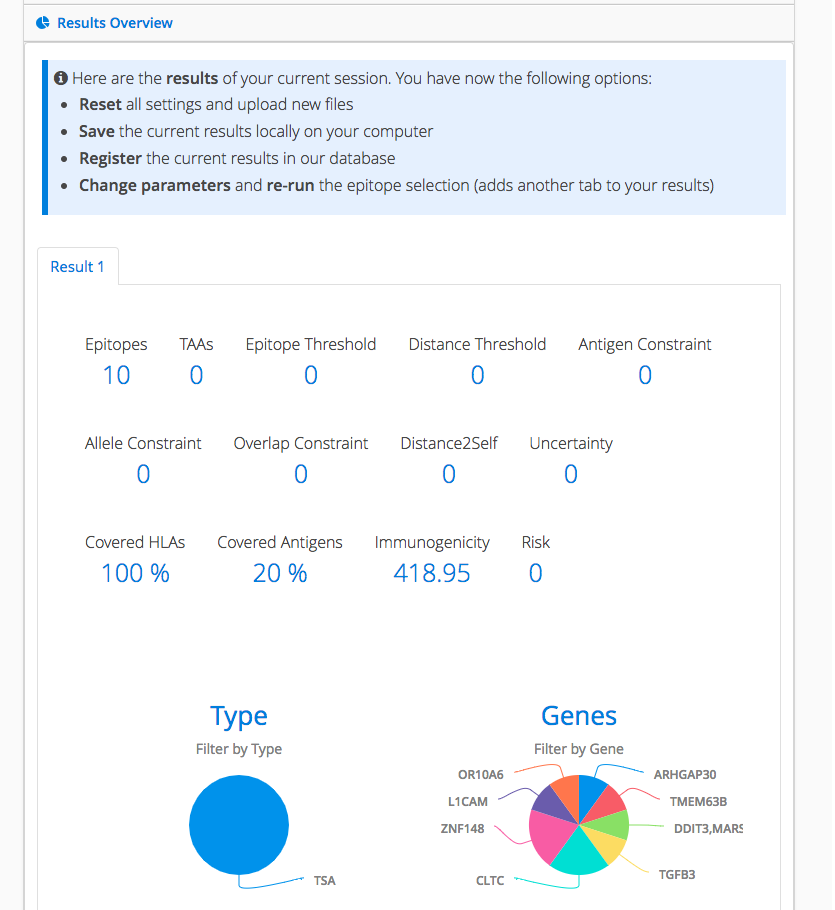 Results Overview
Here are the results of your current session. You have now the following options:
Reset all settings and upload new files
Save the current results locally on your computer
Register the current results in our database
Change parameters and re-run the epitope selection (adds another tab to your results)
Result 1
Epitopes TAAs Epitope Threshold Distance Threshold Antigen Constraint
10 0 0 0 0
Allele Constraint Overlap Constraint Distance2Self Uncertainty
0 0 0 0
Covered HLAs Covered Antigens Immunogenicity Risk
100 % 20 % 418.95 0
Type Genes
Filter by Type Filter by Gene
OR10A6 ARHGAP30
L1CAM TMEM63B
ZNF148 DDIT3,MARS
TGFB3
TSA CLTC